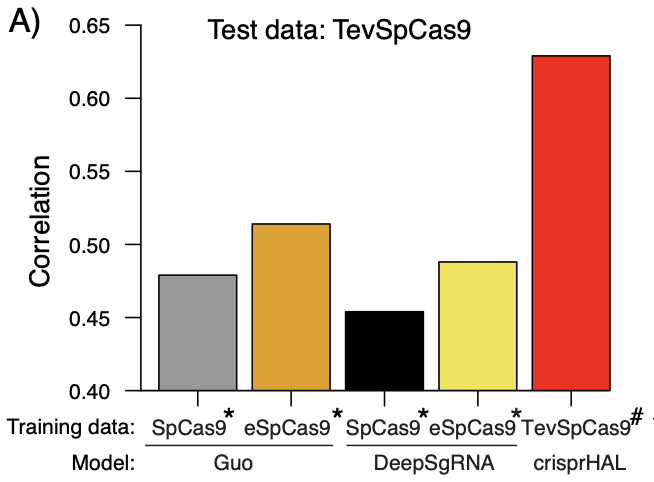 A)
Test data: TevSpCas9
Correlation
0.65
0.60
0.55
0.50
0.45
0.40
Training data: SpCas9* eSpCas9* SpCas9* eSpCas9* TevSpCas9#
Model: Guo DeepSgRNA crisprHAL